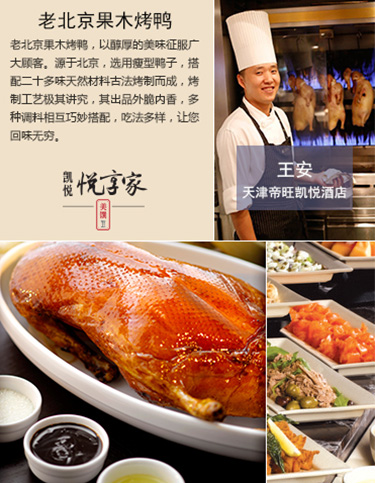 老北京果木烤鸭
老北京果木烤鸭，以醇厚的美味征服广
大顾客。源于北京，选用瘦型鸭子，搭
配二十多味天然材料古法烤制而成，烤
制工艺极其讲究，其出品外脆内香，多
种调料相互巧妙搭配，吃法多样，让您
回味无穷。
凯悦
悦享家
美馔
王安
天津帝旺凯悦酒店